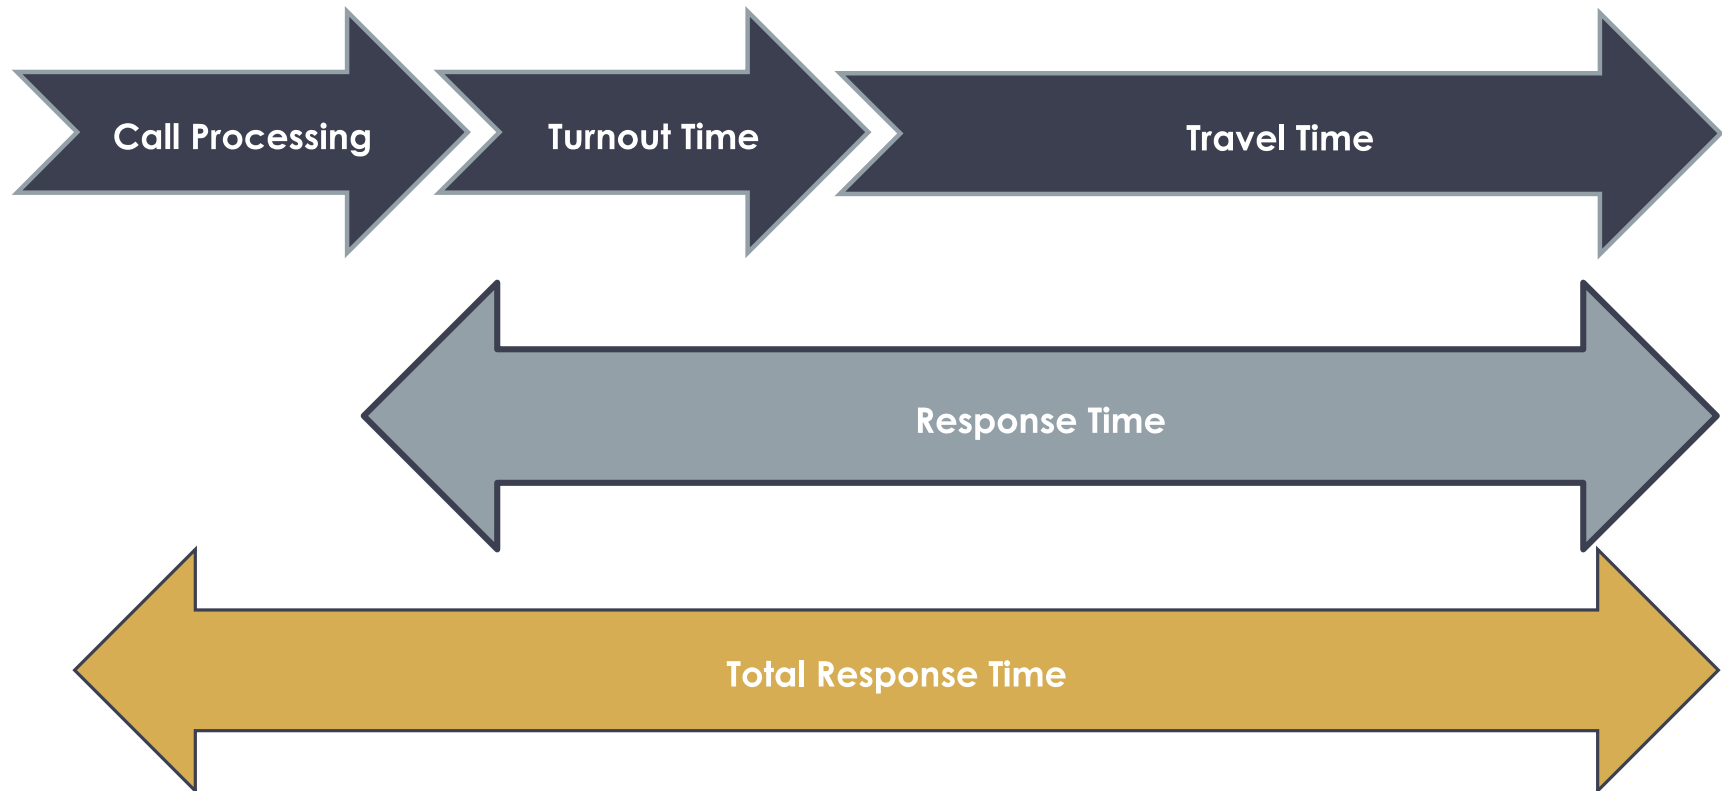 Call Processing
Turnout Time
Travel Time
Response Time
Total Response Time